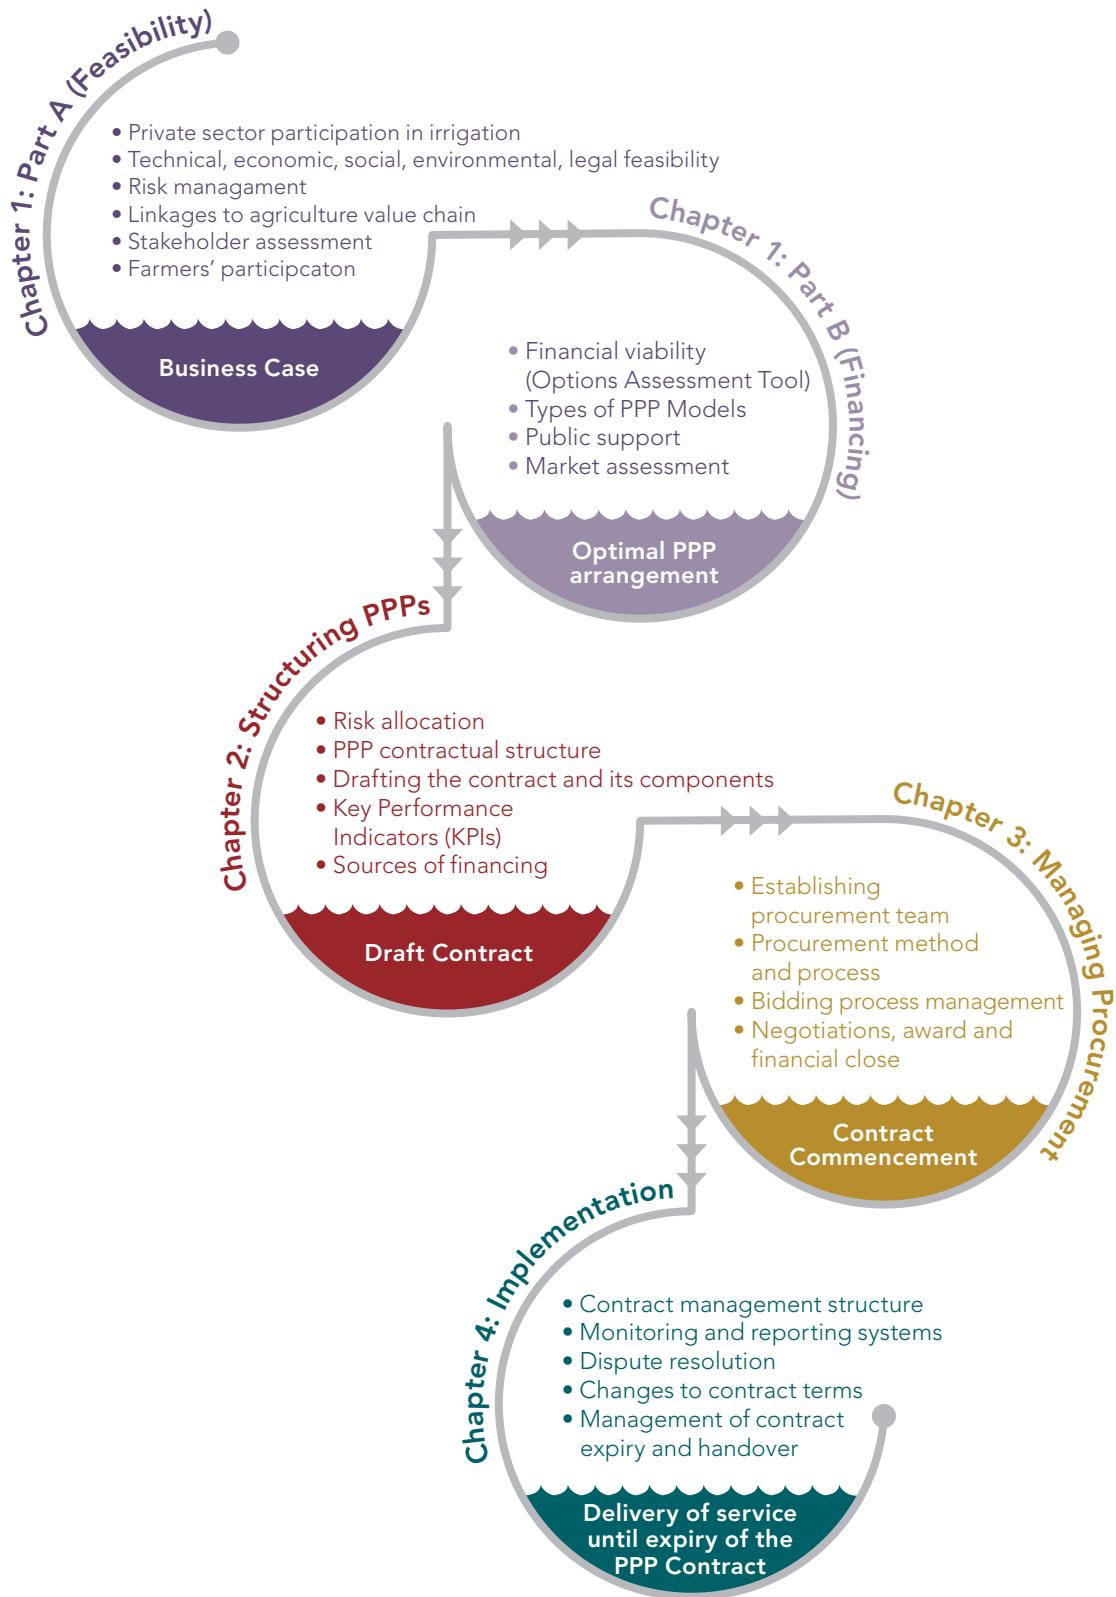 Chapter 1: Part A (Feasibility)
• Private sector participation in irrigation
• Technical, economic, social, environmental, legal feasibility
• Risk managament
• Linkages to agriculture value chain
• Stakeholder assessment
• Farmers’ participcaton
Business Case
Chapter 1: Part B (Financing)
• Financial viability
(Options Assessment Tool)
• Types of PPP Models
• Public support
• Market assessment
Optimal PPP
arrangement
Chapter 2: Structuring PPPs
• Risk allocation
• PPP contractual structure
• Drafting the contract and its components
• Key Performance
Indicators (KPIs)
• Sources of financing
Draft Contract
Chapter 3: Managing Procurement
• Establishing
procurement team
• Procurement method
and process
• Bidding process management
• Negotiations, award and
financial close
Contract
Commencement
Chapter 4: Implementation
• Contract management structure
• Monitoring and reporting systems
• Dispute resolution
• Changes to contract terms
• Management of contract
expiry and handover
Delivery of service
until expiry of the
PPP Contract